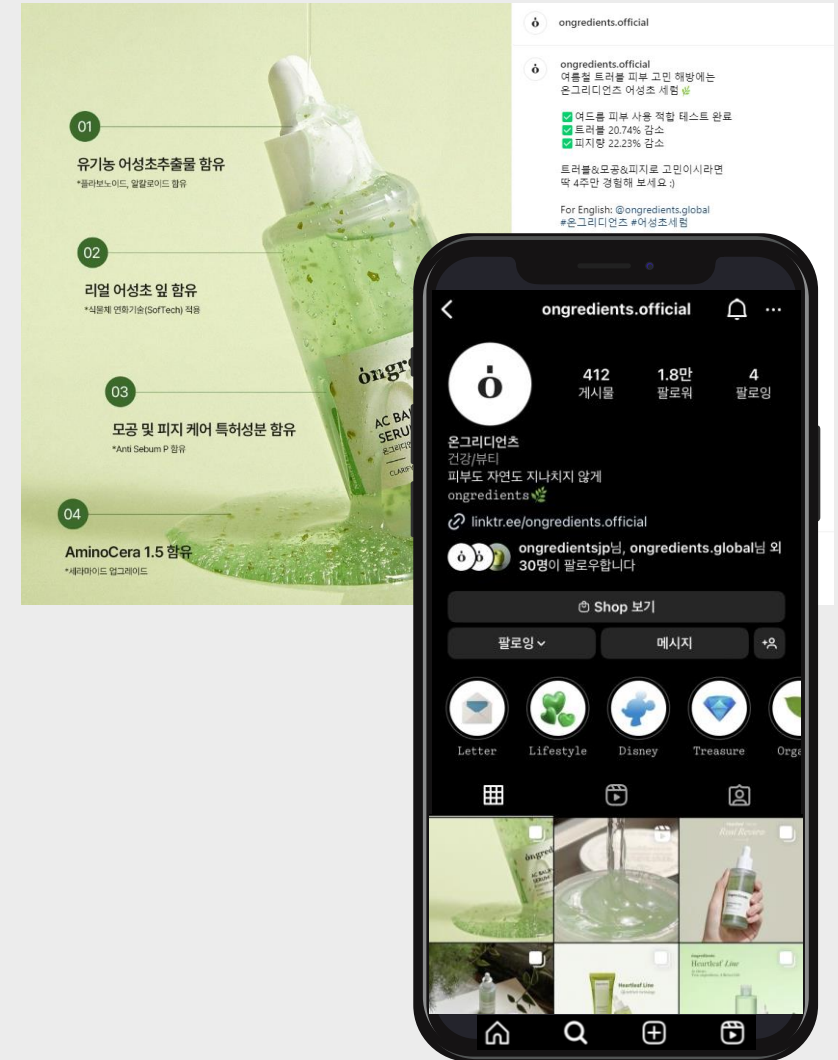 01
유기농 어성초추출물 함유
*플라보노이드, 알칼로이드 함유
02
리얼 어성초 잎 함유
*식물체 연화기술(SofTech) 적용
03
모공 및 피지 케어 특허성분 함유
*Anti Sebum P 함유
04
AminoCera 1.5 함유
*세라마이드 업그레이드
AC
ongredients.official
ongredients.official
여름철 트러블 피부 고민 해방에는
온그리디언츠 어성초 세럼🌿
✅여드름 피부 사용 적합 테스트 완료
✅트러블 20.74% 감소
✅피지량 22.23% 감소
트러블&모공&피지로 고민이시라면
딱 4주만 경험해 보세요 :)
For English: @ongredients.global
#온그리디언츠 #어성초세럼
ongredients.official
412 1.8만 4
게시물 팔로워 팔로잉
온그리디언츠
건강/뷰티
피부도 자연도 지나치지 않게
ongredients🌿
linktr.ee/ongredients.official
ongredientsjp님, ongredients.global님 외
30명이 팔로우합니다
Shop 보기
팔로잉 메시지
Letter Lifestyle Disney Treasure Orga
Real Review
Heartleaf Line
Heartleaf Line